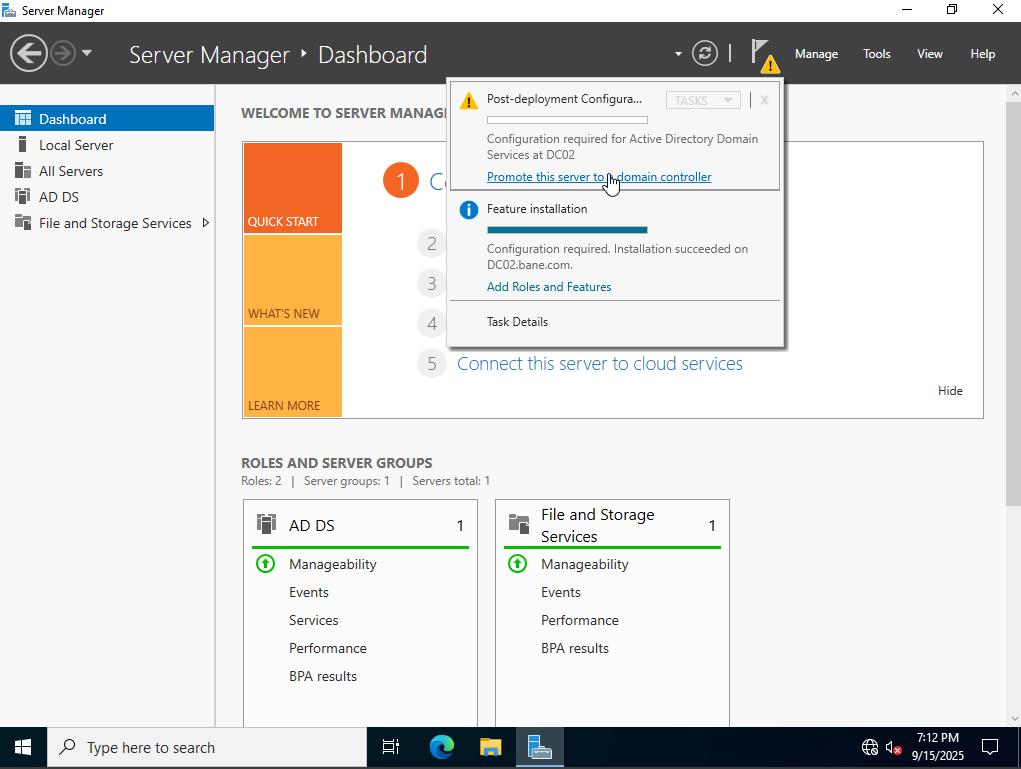 Server Manager
Server Manager ‣ Dashboard
Manage Tools View Help
Dashboard
Local Server
All Servers
AD DS
File and Storage Services
WELCOME TO SERVER MANAG
QUICK START
WHAT'S NEW
LEARN MORE
1
2
3
4
5 Connect this server to cloud services
Hide
Post-deployment Configura... TASKS X
Configuration required for Active Directory Domain
Services at DC02
Promote this server to a domain controller
Feature installation
Configuration required. Installation succeeded on
DC02.bane.com.
Add Roles and Features
Task Details
ROLES AND SERVER GROUPS
Roles: 2 | Server groups: 1 | Servers total: 1
AD DS 1
Manageability
Events
Services
Performance
BPA results
File and Storage
Services 1
Manageability
Events
Performance
BPA results
Type here to search
7:12 PM
9/15/2025